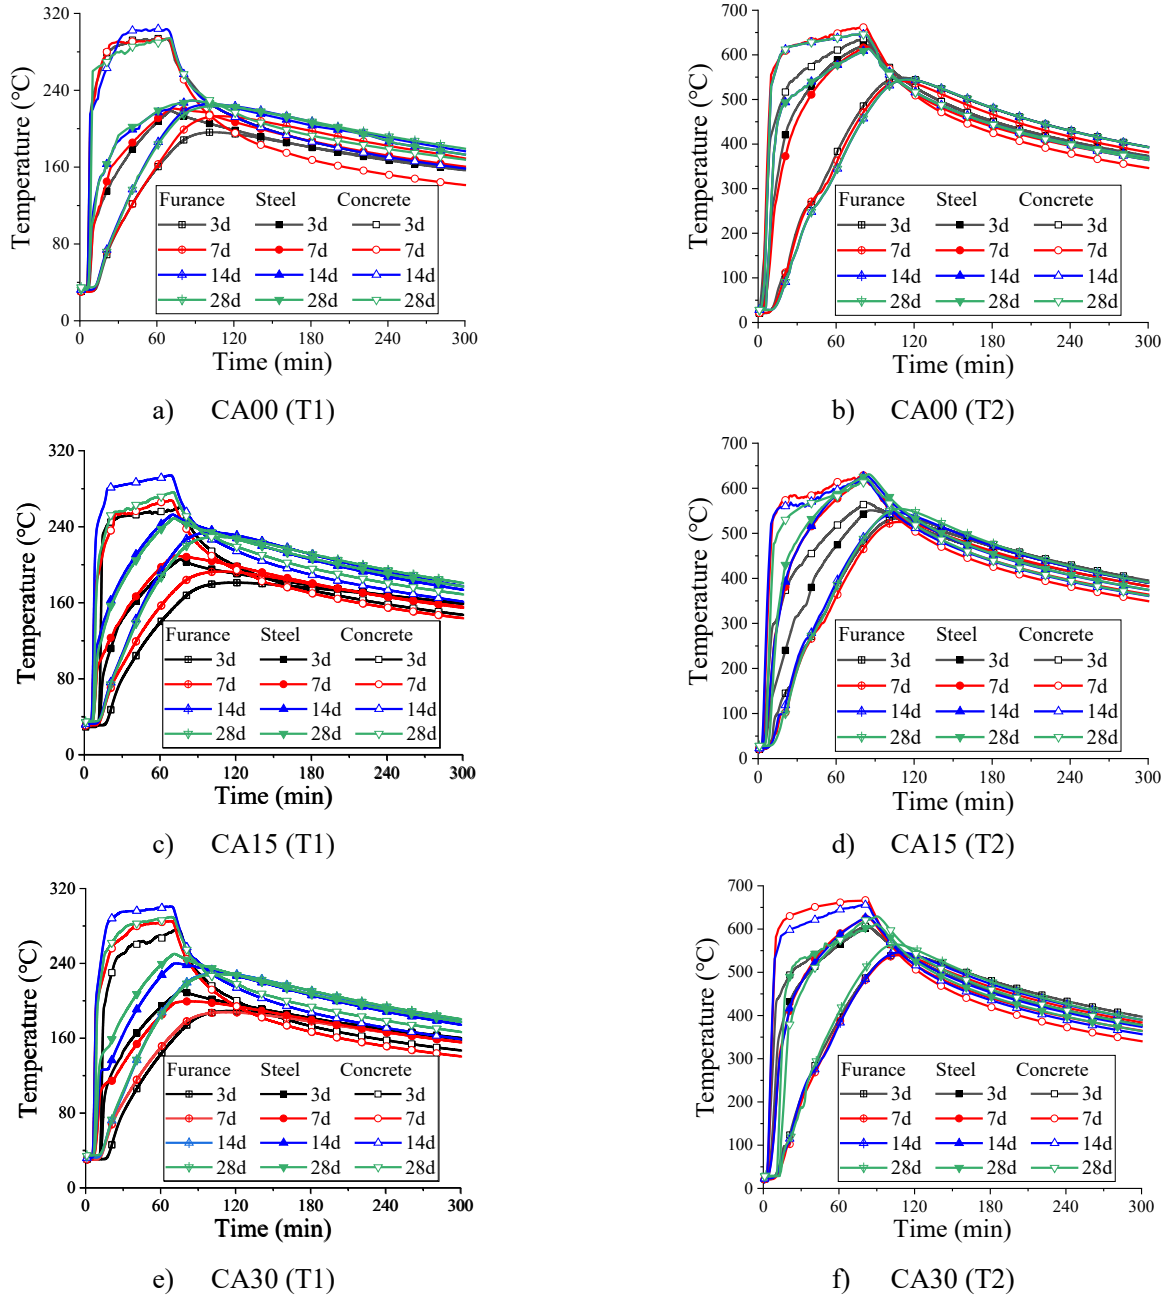 320
240
160
80
0
Temperature (°C)
Furance Steel Concrete
3d 3d 3d
7d 7d 7d
14d 14d 14d
28d 28d 28d
0 60 120 180 240 300
Time (min)
a) CA00 (T1)
700
600
500
400
300
200
100
0
Temperature (°C)
Furance Steel Concrete
3d 3d 3d
7d 7d 7d
14d 14d 14d
28d 28d 28d
0 60 120 180 240 300
Time (min)
b) CA00 (T2)
320
240
160
80
0
Temperature (°C)
Furance Steel Concrete
3d 3d 3d
7d 7d 7d
14d 14d 14d
28d 28d 28d
0 60 120 180 240 300
Time (min)
c) CA15 (T1)
700
600
500
400
300
200
100
0
Temperature (°C)
Furance Steel Concrete
3d 3d 3d
7d 7d 7d
14d 14d 14d
28d 28d 28d
0 60 120 180 240 300
Time (min)
d) CA15 (T2)
320
240
160
80
0
Temperature (°C)
Furance Steel Concrete
3d 3d 3d
7d 7d 7d
14d 14d 14d
28d 28d 28d
0 60 120 180 240 300
Time (min)
e) CA30 (T1)
700
600
500
400
300
200
100
0
Temperature (°C)
Furance Steel Concrete
3d 3d 3d
7d 7d 7d
14d 14d 14d
28d 28d 28d
0 60 120 180 240 300
Time (min)
f) CA30 (T2)